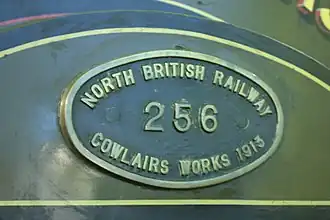 NORTH BRITISH RAILWAY
256
COWLAIRS WORKS 1913